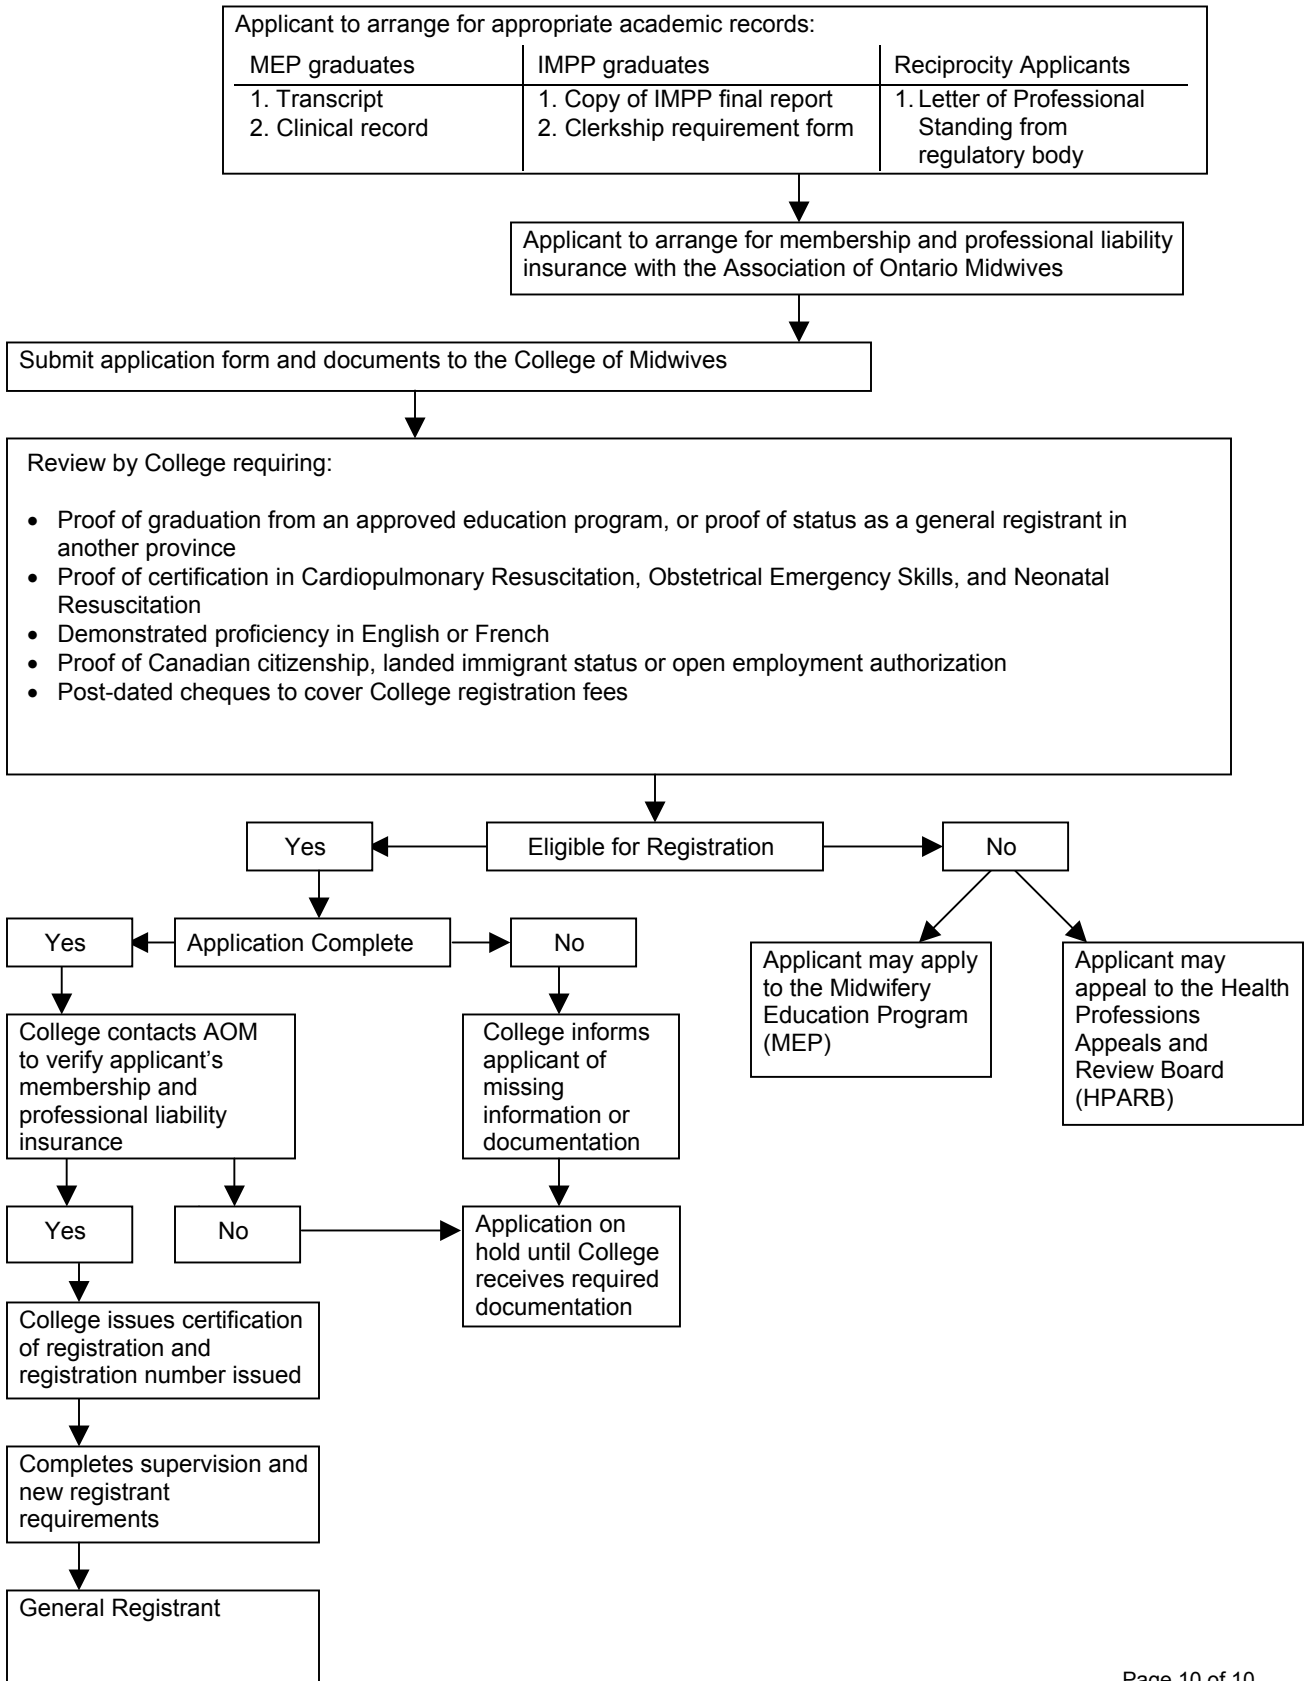 Applicant to arrange for appropriate academic records:
MEP graduates
IMPP graduates
Reciprocity Applicants
1. Transcript
2. Clinical record
1. Copy of IMPP final report
2. Clerkship requirement form
1. Letter of Professional
Standing from
regulatory body
Applicant to arrange for membership and professional liability
insurance with the Association of Ontario Midwives
Submit application form and documents to the College of Midwives
Review by College requiring:
• Proof of graduation from an approved education program, or proof of status as a general registrant in
another province
• Proof of certification in Cardiopulmonary Resuscitation, Obstetrical Emergency Skills, and Neonatal
Resuscitation
• Demonstrated proficiency in English or French
• Proof of Canadian citizenship, landed immigrant status or open employment authorization
• Post-dated cheques to cover College registration fees
Yes
Eligible for Registration
No
Yes
Application Complete
No
Applicant may apply
to the Midwifery
Education Program
(MEP)
Applicant may
appeal to the Health
Professions
Appeals and
Review Board
(HPARB)
College contacts AOM
to verify applicant’s
membership and
professional liability
insurance
College informs
applicant of
missing
information or
documentation
Yes
No
Application on
hold until College
receives required
documentation
College issues certification
of registration and
registration number issued
Completes supervision and
new registrant
requirements
General Registrant
Page 10 of 10